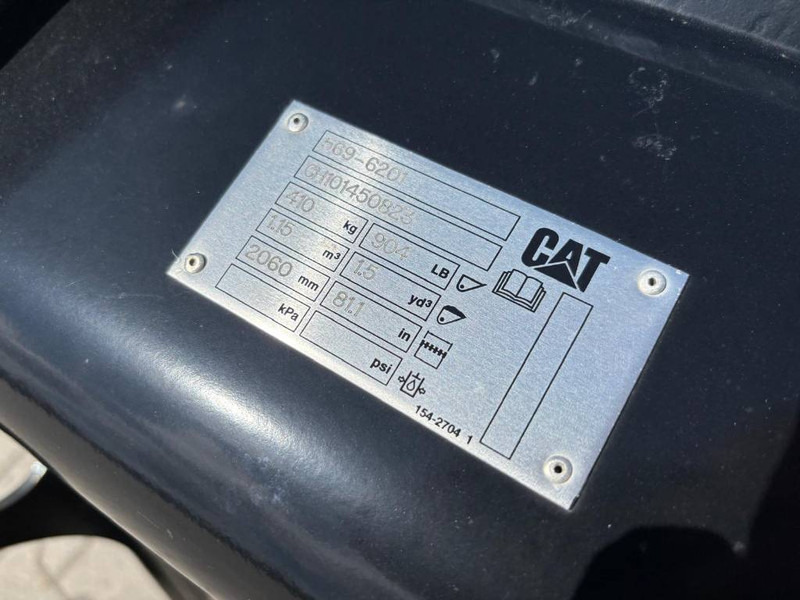 569-6201
GH101450823
410 kg 904 LB
1.15 m³ 1.5 yd³
2060 mm 81.1 in
kPa psi
CAT
154-2704 1